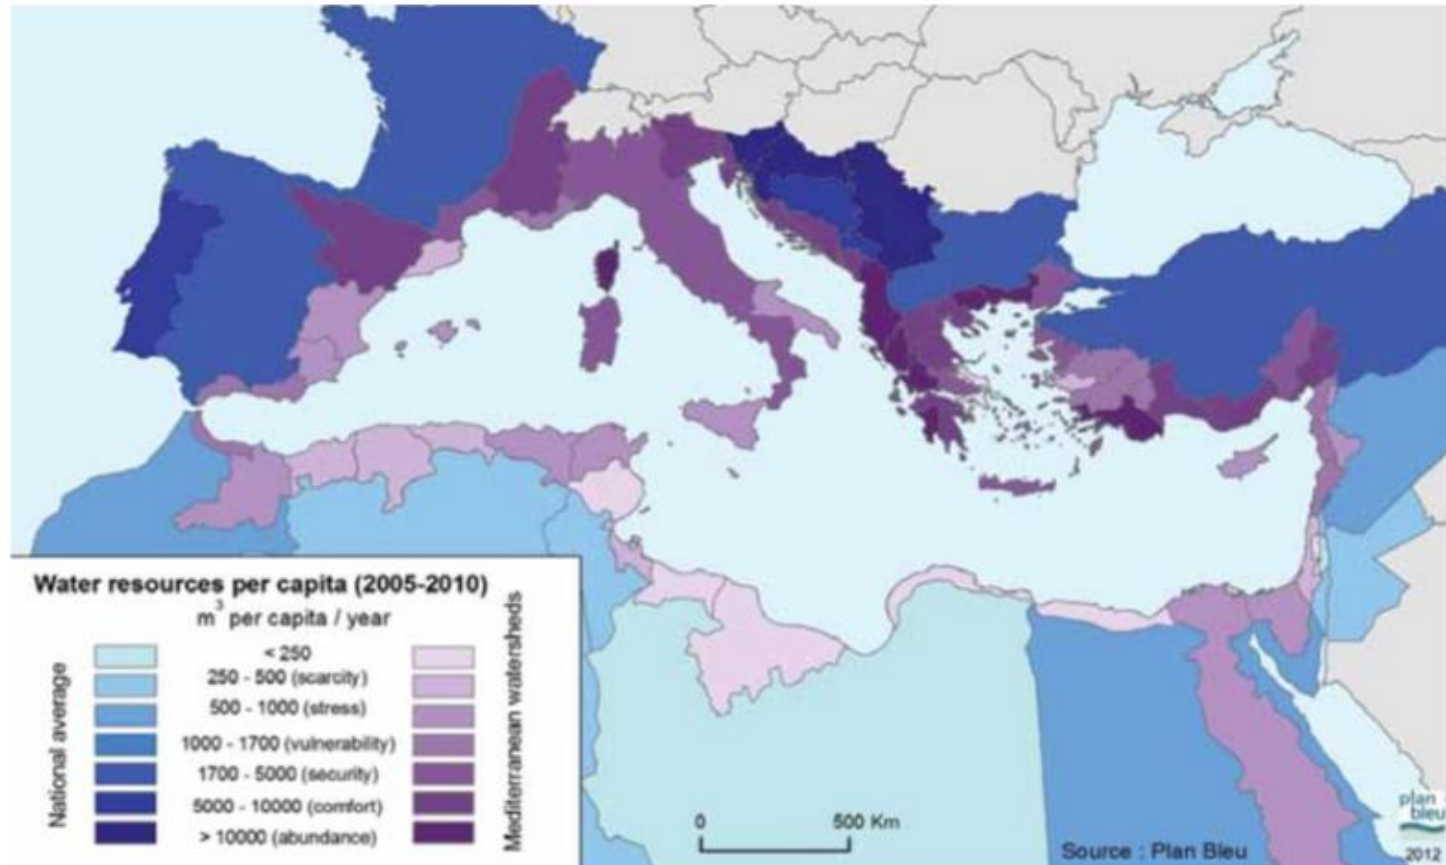 Water resources per capita (2005-2010)
m³ per capita / year
National average
< 250
250 - 500 (scarcity)
500 - 1000 (stress)
1000 - 1700 (vulnerability)
1700 - 5000 (security)
5000 - 10000 (comfort)
> 10000 (abundance)
Mediterranean watersheds
0 500 Km
Source : Plan Bleu
plan
bleu
2012